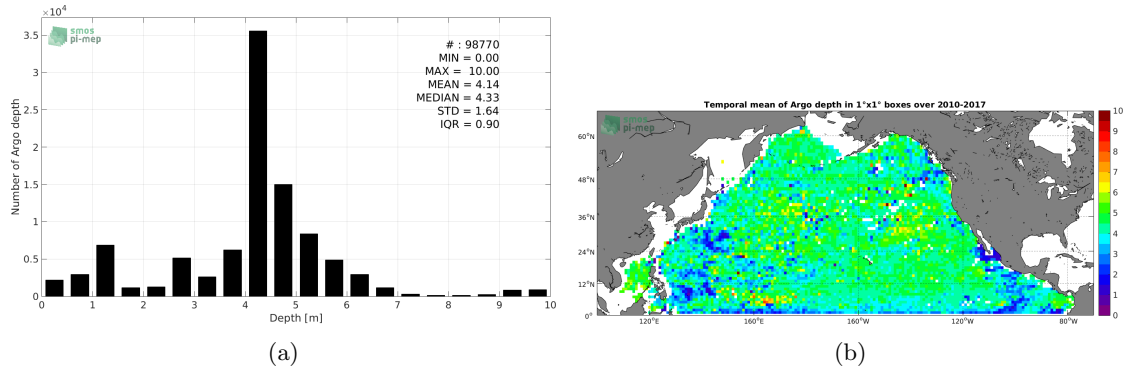 ×10⁴
smos
pi-mep
# : 98770
MIN = 0.00
MAX = 10.00
MEAN = 4.14
MEDIAN = 4.33
STD = 1.64
IQR = 0.90
Number of Argo depth
3.5
3
2.5
2
1.5
1
0.5
0
0 1 2 3 4 5 6 7 8 9 10
Depth [m]
(a)
Temporal mean of Argo depth in 1°x1° boxes over 2010-2017
smos
pi-mep
60°N
48°N
36°N
24°N
12°N
0°
120°E 160°E 160°W 120°W 80°W
10
9
8
7
6
5
4
3
2
1
0
(b)